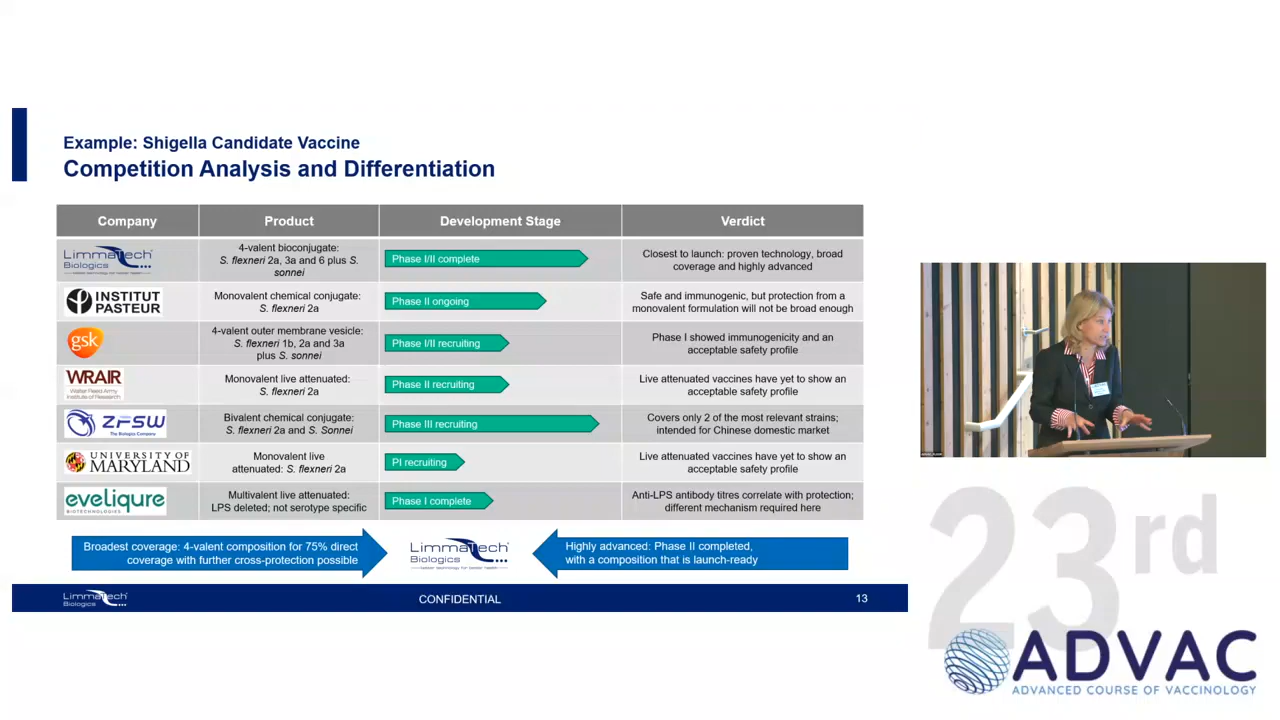 Example: Shigella Candidate Vaccine
Competition Analysis and Differentiation
Company Product Development Stage Verdict
LimmaTech
Biologics
4-valent bioconjugate:
S. flexneri 2a, 3a and 6 plus S.
sonnei
Phase I/II complete
Closest to launch: proven technology, broad
coverage and highly advanced
INSTITUT
PASTEUR
Monovalent chemical conjugate:
S. flexneri 2a
Phase II ongoing
Safe and immunogenic, but protection from a
monovalent formulation will not be broad enough
gsk
4-valent outer membrane vesicle:
S. flexneri 1b, 2a and 3a
plus S. sonnei
Phase I/II recruiting
Phase I showed immunogenicity and an
acceptable safety profile
WRAIR
Walter Reed Army
Institute of Research
Monovalent live attenuated:
S. flexneri 2a
Phase II recruiting
Live attenuated vaccines have yet to show an
acceptable safety profile
ZFSW
The Biologics Company
Bivalent chemical conjugate:
S. flexneri 2a and S. Sonnei
Phase III recruiting
Covers only 2 of the most relevant strains;
intended for Chinese domestic market
UNIVERSITY OF
MARYLAND
Monovalent live
attenuated: S. flexneri 2a
PI recruiting
Live attenuated vaccines have yet to show an
acceptable safety profile
eveliqure
BIOTECHNOLOGIES
Multivalent live attenuated:
LPS deleted; not serotype specific
Phase I complete
Anti-LPS antibody titres correlate with protection;
different mechanism required here
Broadest coverage: 4-valent composition for 75% direct
coverage with further cross-protection possible
LimmaTech
Biologics
Highly advanced: Phase II completed,
with a composition that is launch-ready
LimmaTech
Biologics
CONFIDENTIAL
13
23rd
ADVAC
ADVANCED COURSE OF VACCINOLOGY